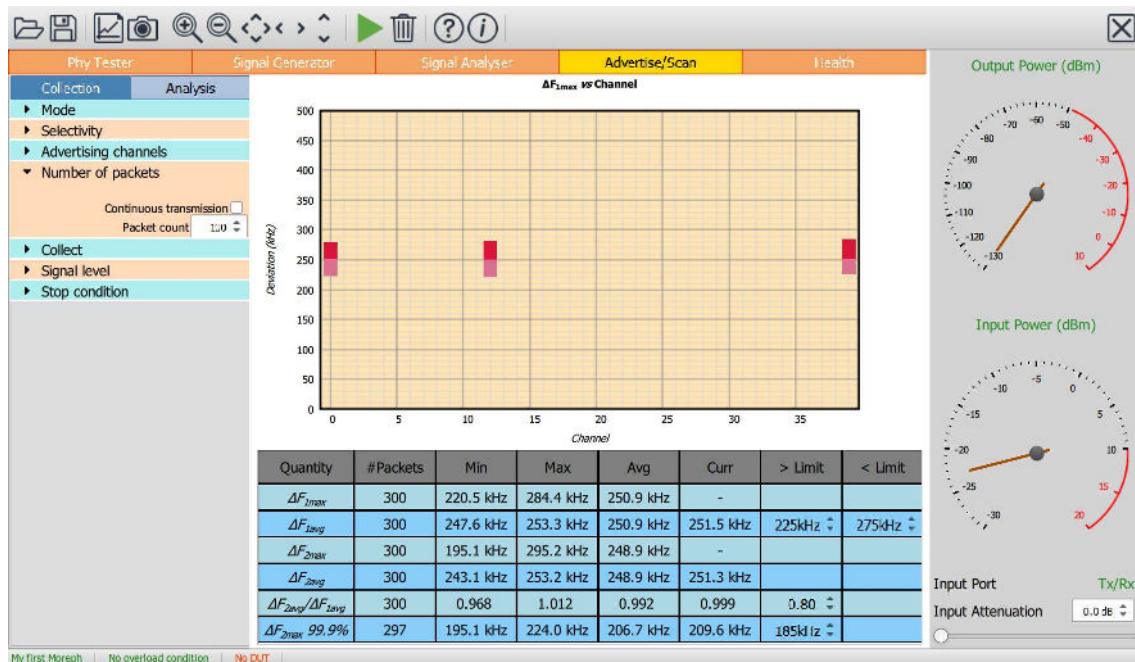 Phy Tester Signal Generator Signal Analyser Advertise/Scan Health
Collection Analysis
Mode
Selectivity
Advertising channels
Number of packets
Continuous transmission
Packet count 100
Collect
Signal level
Stop condition
ΔF1max vs Channel
500
450
400
350
300
250
200
150
100
50
0
Deviation (kHz)
0 5 10 15 20 25 30 35
Channel
Quantity #Packets Min Max Avg Curr > Limit < Limit
ΔF1max 300 220.5 kHz 284.4 kHz 250.9 kHz -
ΔF1avg 300 247.6 kHz 253.3 kHz 250.9 kHz 251.5 kHz 225kHz 275kHz
ΔF2max 300 195.1 kHz 295.2 kHz 248.9 kHz -
ΔF2avg 300 243.1 kHz 253.2 kHz 248.9 kHz 251.3 kHz
ΔF2avg/ΔF1avg 300 0.968 1.012 0.992 0.999 0.80
ΔF2max 99.9% 297 195.1 kHz 224.0 kHz 206.7 kHz 209.6 kHz 185kHz
Output Power (dBm)
-130 -120 -110 -100 -90 -80 -70 -60 -50 -40 -30 -20 -10 0 10
Input Power (dBm)
-30 -25 -20 -15 -10 -5 0 5 10 15 20
Input Port Tx/Rx
Input Attenuation 0.0 dB
My first Moreph No overload condition No DUT